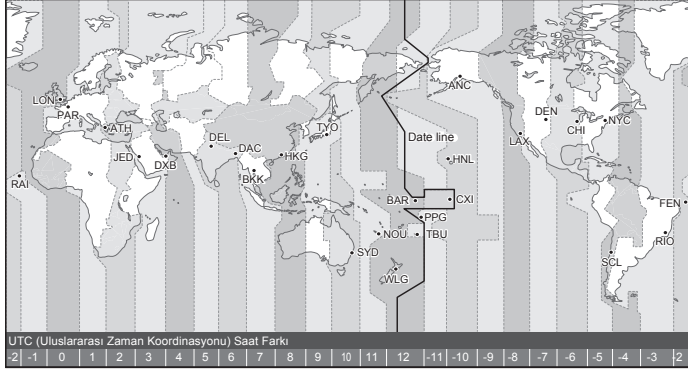 ANC
LON
PAR
DEN
NYC
ATH
TYO
CHI
DEL
LAX
Date line
DAC
JED
HKG
HNL
DXB
BKK
RAI
BAR
CXI
FEN
PPG
NOU
TBU
RIO
SYD
SCL
WLG
UTC (Uluslararası Zaman Koordinasyonu) Saat Farkı
-2 -1 0 1 2 3 4 5 6 7 8 9 10 11 12 -11 -10 -9 -8 -7 -6 -5 -4 -3 -2